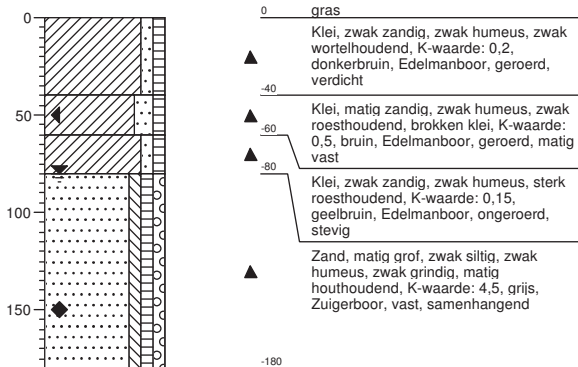 0
50
100
150
0 gras
Klei, zwak zandig, zwak humeus, zwak
wortelhoudend, K-waarde: 0,2,
donkerbruin, Edelmanboor, geroerd,
verdicht
-40
Klei, matig zandig, zwak humeus, zwak
roesthoudend, brokken klei, K-waarde:
0,5, bruin, Edelmanboor, geroerd, matig
vast
-60
-80
Klei, zwak zandig, zwak humeus, sterk
roesthoudend, K-waarde: 0,15,
geelbruin, Edelmanboor, ongeroerd,
stevig
Zand, matig grof, zwak siltig, zwak
humeus, zwak grindig, matig
houthoudend, K-waarde: 4,5, grijs,
Zuigerboor, vast, samenhangend
-180